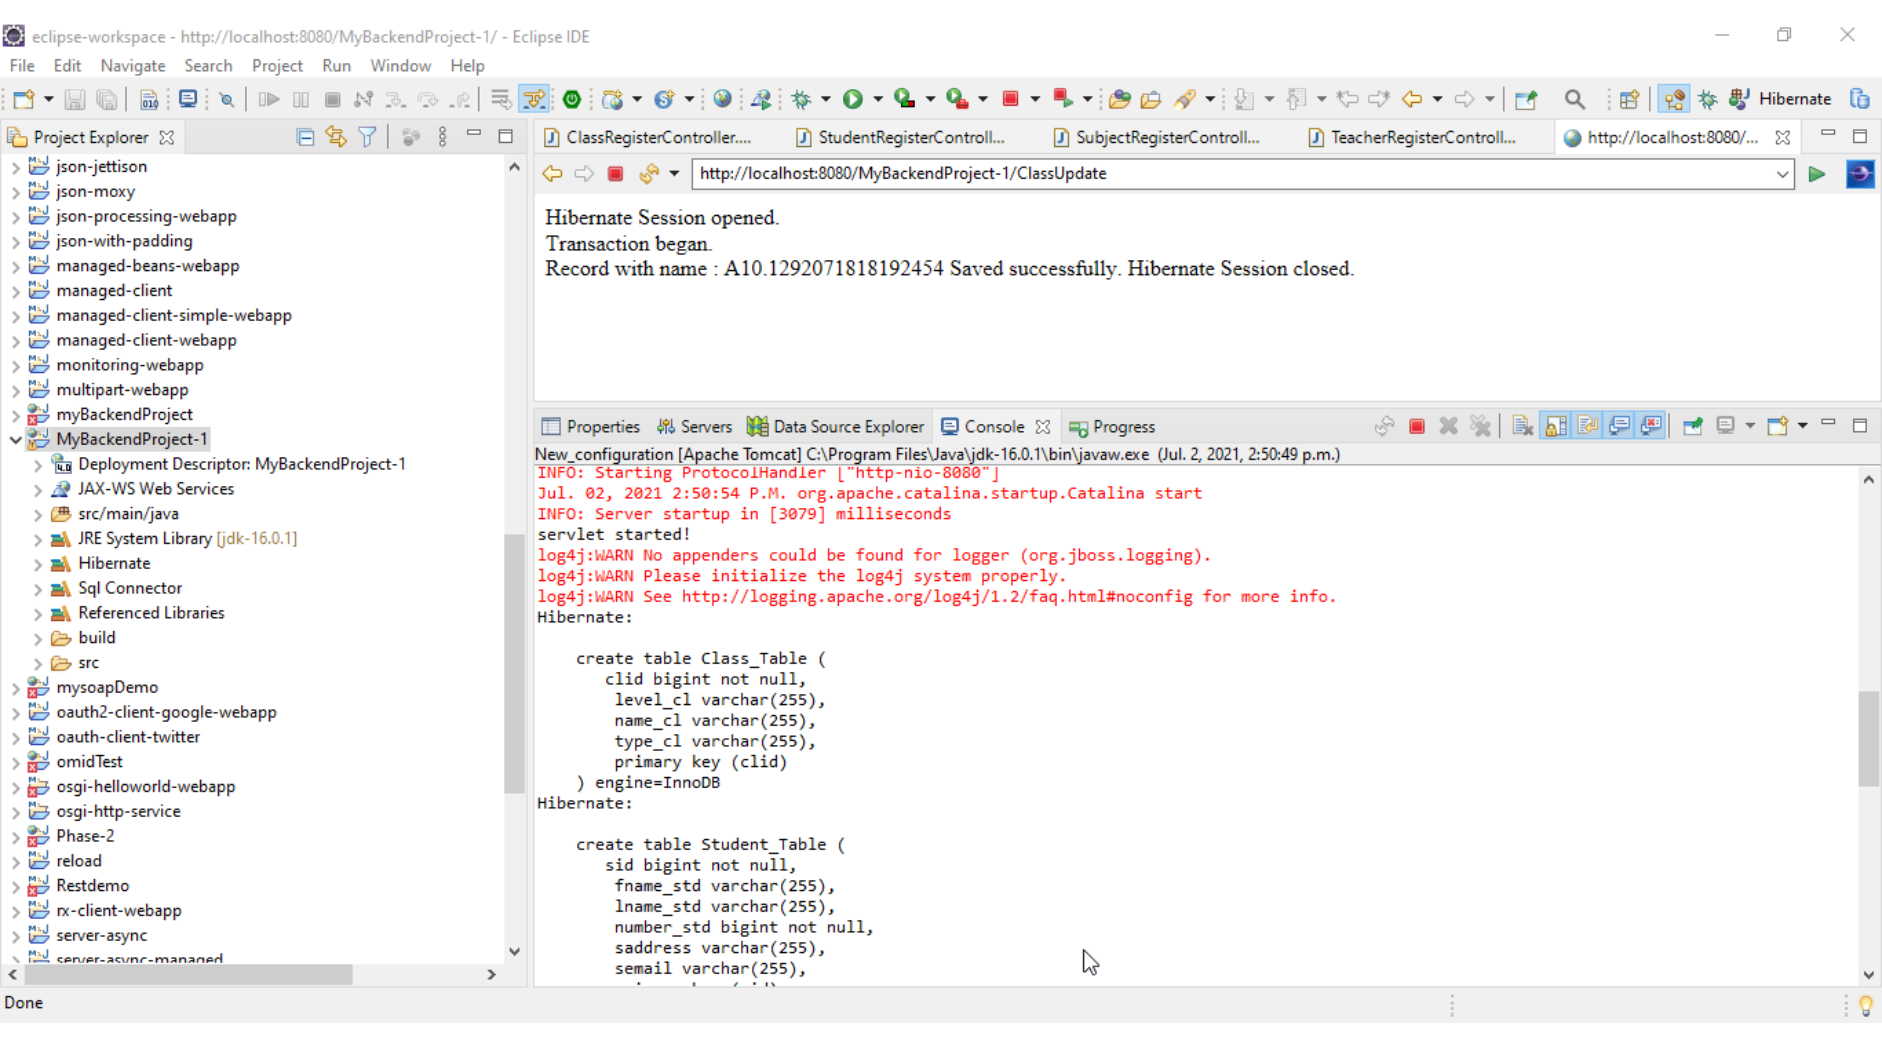 eclipse-workspace - http://localhost:8080/MyBackendProject-1/ - Eclipse IDE
File Edit Navigate Search Project Run Window Help
Hibernate
Project Explorer
json-jettison
json-moxy
json-processing-webapp
json-with-padding
managed-beans-webapp
managed-client
managed-client-simple-webapp
managed-client-webapp
monitoring-webapp
multipart-webapp
myBackendProject
MyBackendProject-1
Deployment Descriptor: MyBackendProject-1
JAX-WS Web Services
src/main/java
JRE System Library [jdk-16.0.1]
Hibernate
Sql Connector
Referenced Libraries
build
src
mysoapDemo
oauth2-client-google-webapp
oauth-client-twitter
omidTest
osgi-helloworld-webapp
osgi-http-service
Phase-2
reload
Restdemo
rx-client-webapp
server-async
server-async-managed
ClassRegisterController.... StudentRegisterControll... SubjectRegisterControll... TeacherRegisterControll... http://localhost:8080/...
http://localhost:8080/MyBackendProject-1/ClassUpdate
Hibernate Session opened.
Transaction began.
Record with name : A10.1292071818192454 Saved successfully. Hibernate Session closed.
Properties Servers Data Source Explorer Console Progress
New_configuration [Apache Tomcat] C:\Program Files\Java\jdk-16.0.1\bin\javaw.exe (Jul. 2, 2021, 2:50:49 p.m.)
INFO: Starting ProtocolHandler ["http-nio-8080"]
Jul. 02, 2021 2:50:54 P.M. org.apache.catalina.startup.Catalina start
INFO: Server startup in [3079] milliseconds
servlet started!
log4j:WARN No appenders could be found for logger (org.jboss.logging).
log4j:WARN Please initialize the log4j system properly.
log4j:WARN See http://logging.apache.org/log4j/1.2/faq.html#noconfig for more info.
Hibernate:
create table Class_Table (
clid bigint not null,
level_cl varchar(255),
name_cl varchar(255),
type_cl varchar(255),
primary key (clid)
) engine=InnoDB
Hibernate:
create table Student_Table (
sid bigint not null,
fname_std varchar(255),
lname_std varchar(255),
number_std bigint not null,
saddress varchar(255),
semail varchar(255),
Done